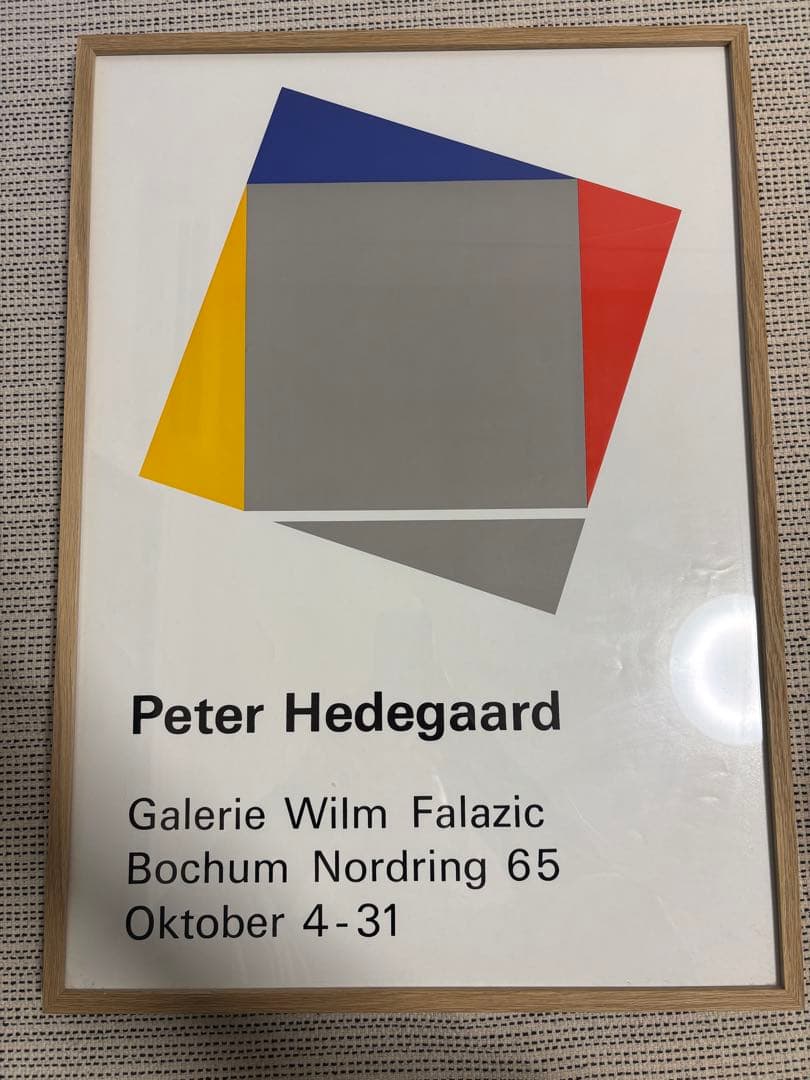 Peter Hedegaard
Galerie Wilm Falazic
Bochum Nordring 65
Oktober 4-31